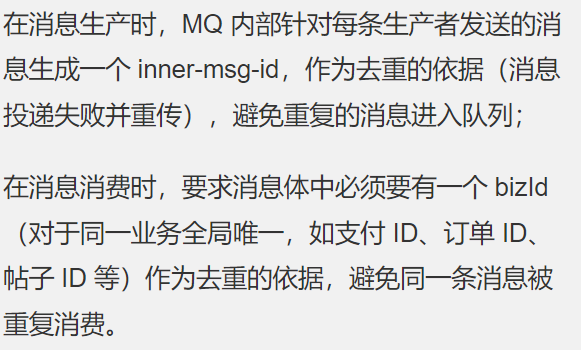 在消息生产时，MQ 内部针对每条生产者发送的消
息生成一个 inner-msg-id，作为去重的依据（消息
投递失败并重传），避免重复的消息进入队列；
在消息消费时，要求消息体中必须要有一个 bizId
（对于同一业务全局唯一，如支付 ID、订单 ID、
帖子 ID 等）作为去重的依据，避免同一条消息被
重复消费。